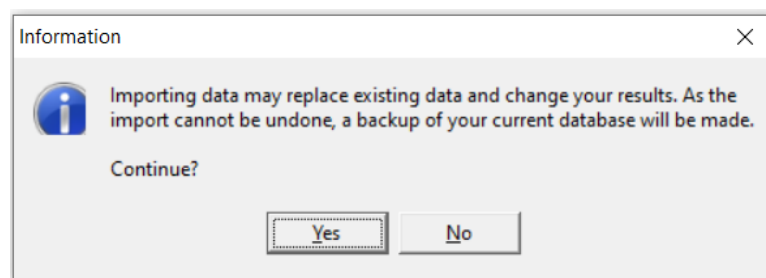 Information
Importing data may replace existing data and change your results. As the
import cannot be undone, a backup of your current database will be made.
Continue?
Yes
No